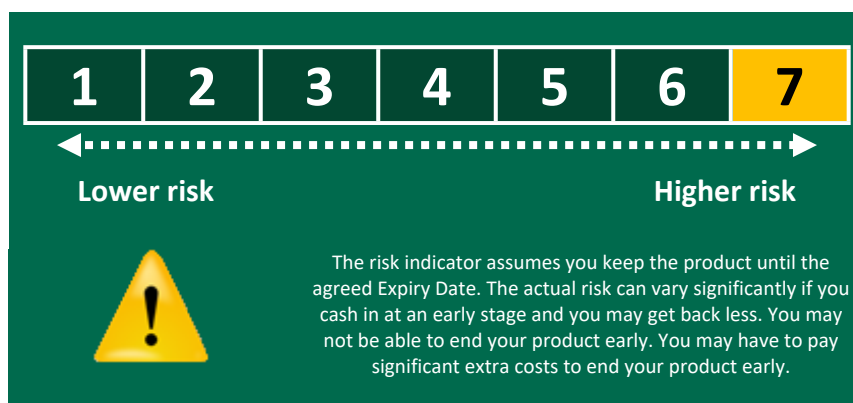 1 2 3 4 5 6 7
Lower risk Higher risk
!
The risk indicator assumes you keep the product until the
agreed Expiry Date. The actual risk can vary significantly if you
cash in at an early stage and you may get back less. You may
not be able to end your product early. You may have to pay
significant extra costs to end your product early.